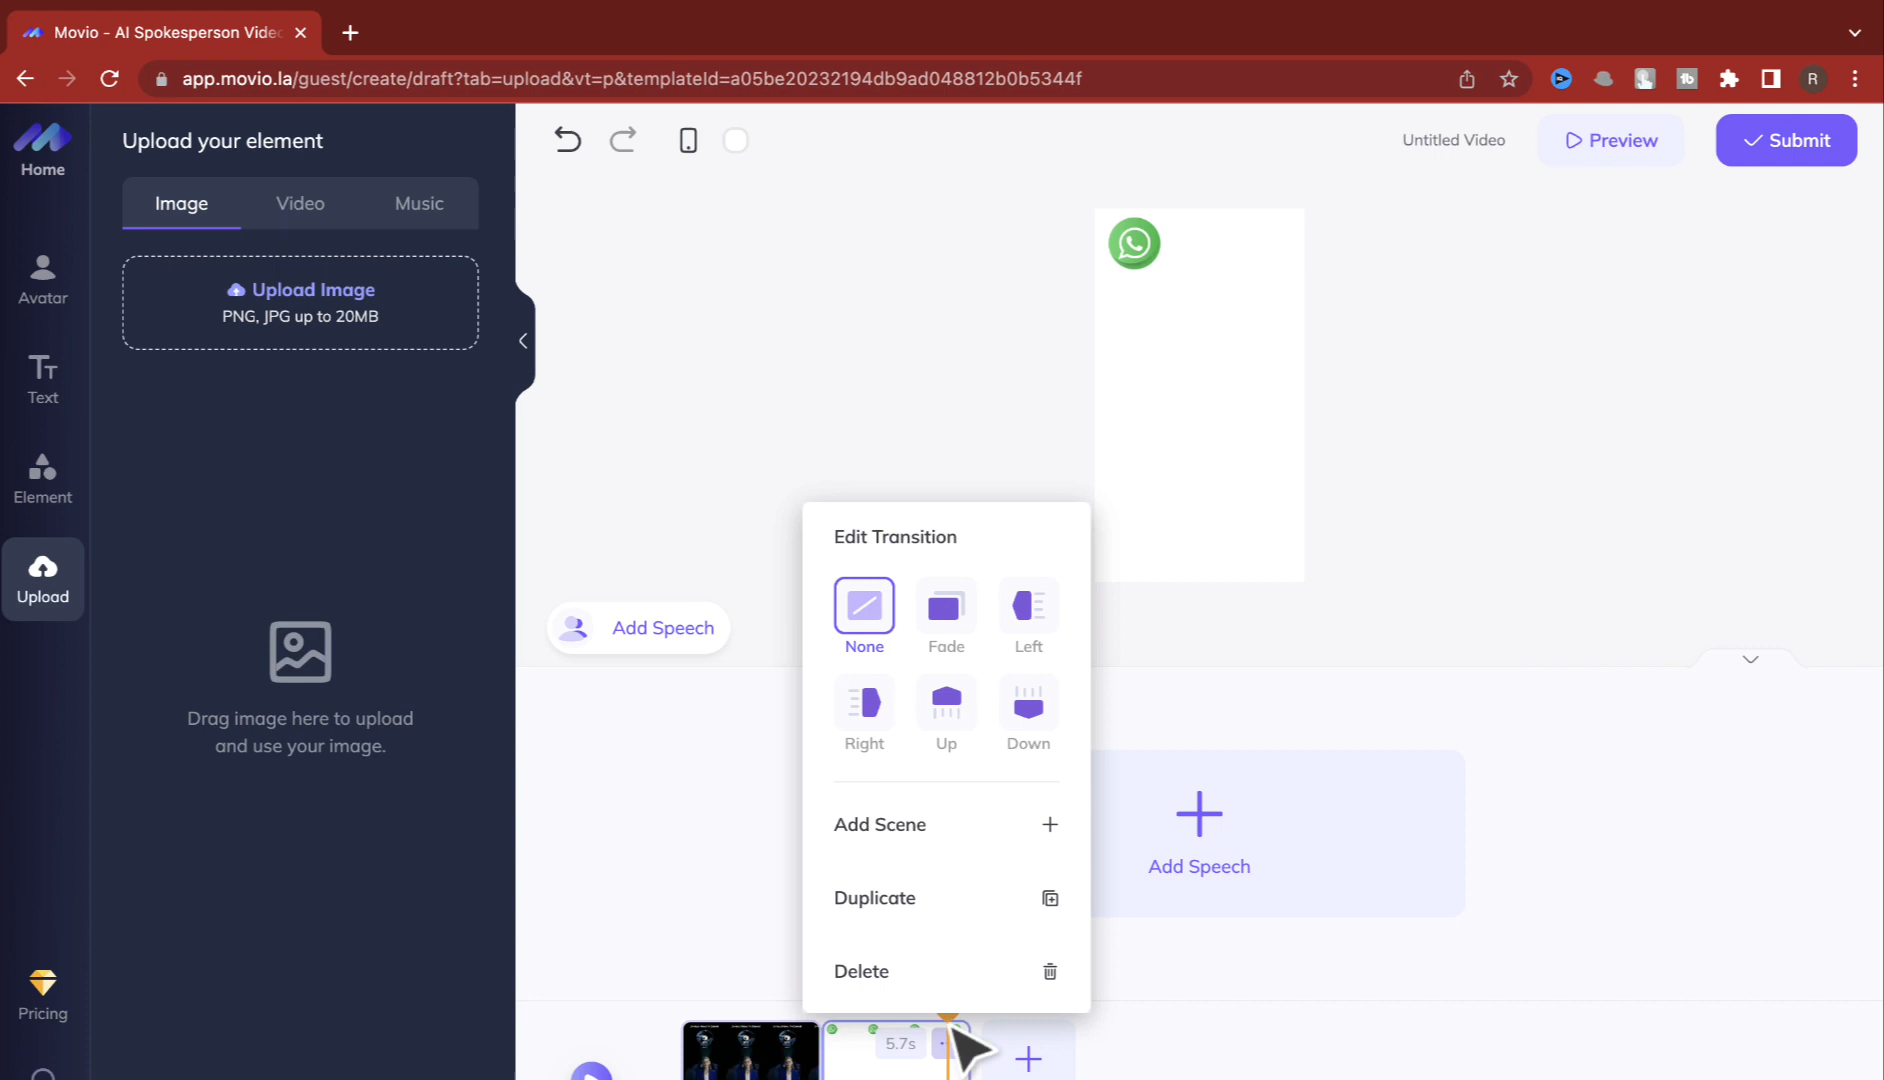 Movio - AI Spokesperson Vide
app.movio.la/guest/create/draft?tab=upload&vt=p&templateId=a05be20232194db9ad048812b0b5344f
tb
R
Home
Avatar
Text
Element
Upload
Pricing
Upload your element
Image
Video
Music
Upload Image
PNG, JPG up to 20MB
Drag image here to upload
and use your image.
Untitled Video
Preview
Submit
Add Speech
Edit Transition
None
Fade
Left
Right
Up
Down
Add Scene
Duplicate
Delete
Add Speech
5.7s